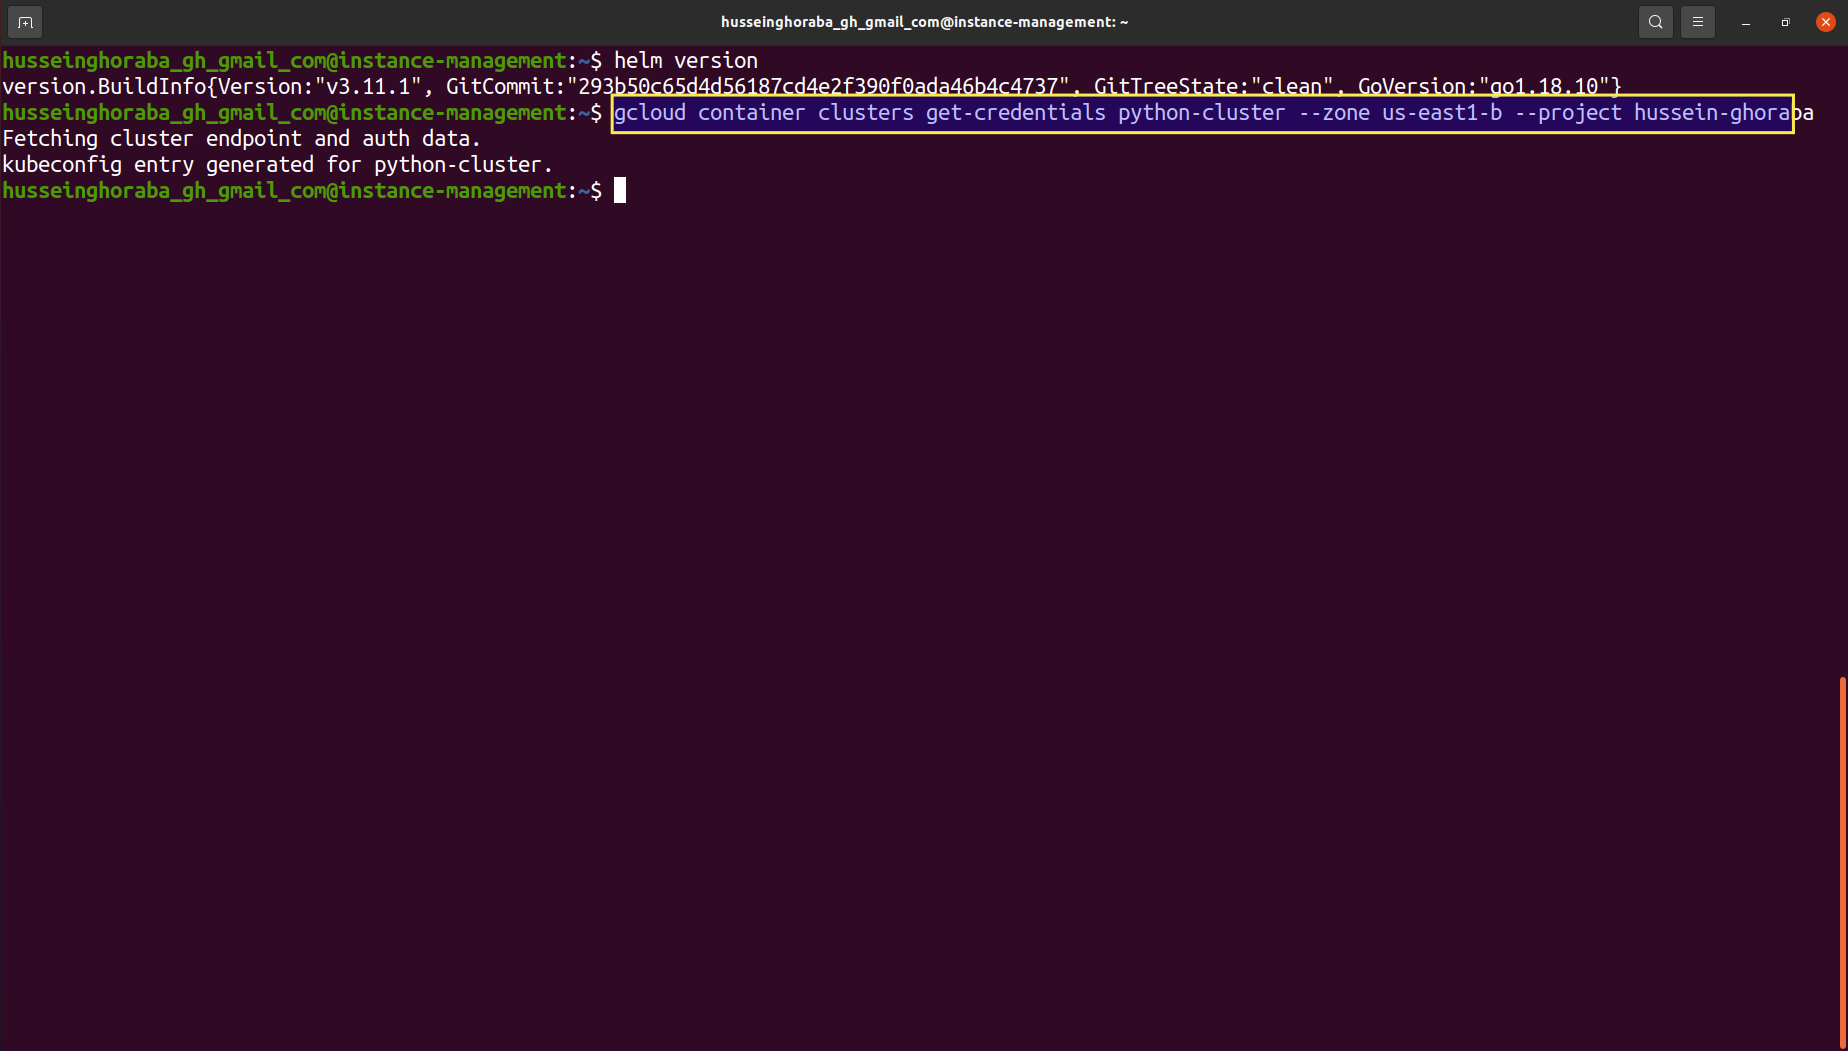 husseinghoraba_gh_gmail_com@instance-management: ~
husseinghoraba_gh_gmail_com@instance-management:~$ helm version
version.BuildInfo{Version:"v3.11.1", GitCommit:"293b50c65d4d56187cd4e2f390f0ada46b4c4737", GitTreeState:"clean", GoVersion:"go1.18.10"}
husseinghoraba_gh_gmail_com@instance-management:~$ gcloud container clusters get-credentials python-cluster --zone us-east1-b --project hussein-ghoraba
Fetching cluster endpoint and auth data.
kubeconfig entry generated for python-cluster.
husseinghoraba_gh_gmail_com@instance-management:~$